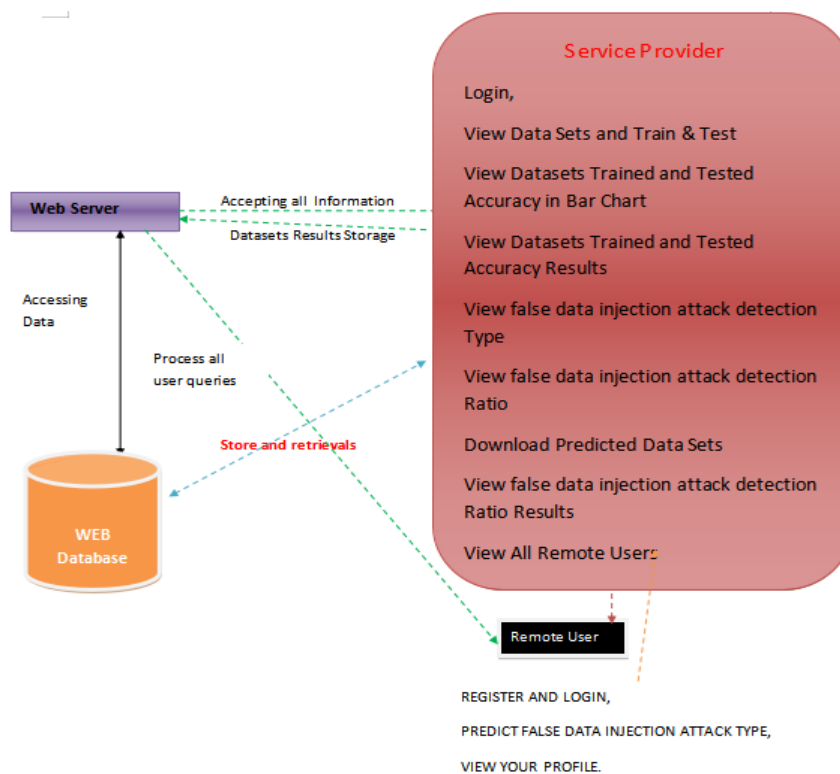 Service Provider
Login,
View Data Sets and Train & Test
View Datasets Trained and Tested
Accuracy in Bar Chart
View Datasets Trained and Tested
Accuracy Results
View false data injection attack detection
Type
View false data injection attack detection
Ratio
Download Predicted Data Sets
View false data injection attack detection
Ratio Results
View All Remote Users
Web Server
Accepting all Information
Datasets Results Storage
Accessing
Data
Process all
user queries
Store and retrievals
WEB
Database
Remote User
REGISTER AND LOGIN,
PREDICT FALSE DATA INJECTION ATTACK TYPE,
VIEW YOUR PROFILE.